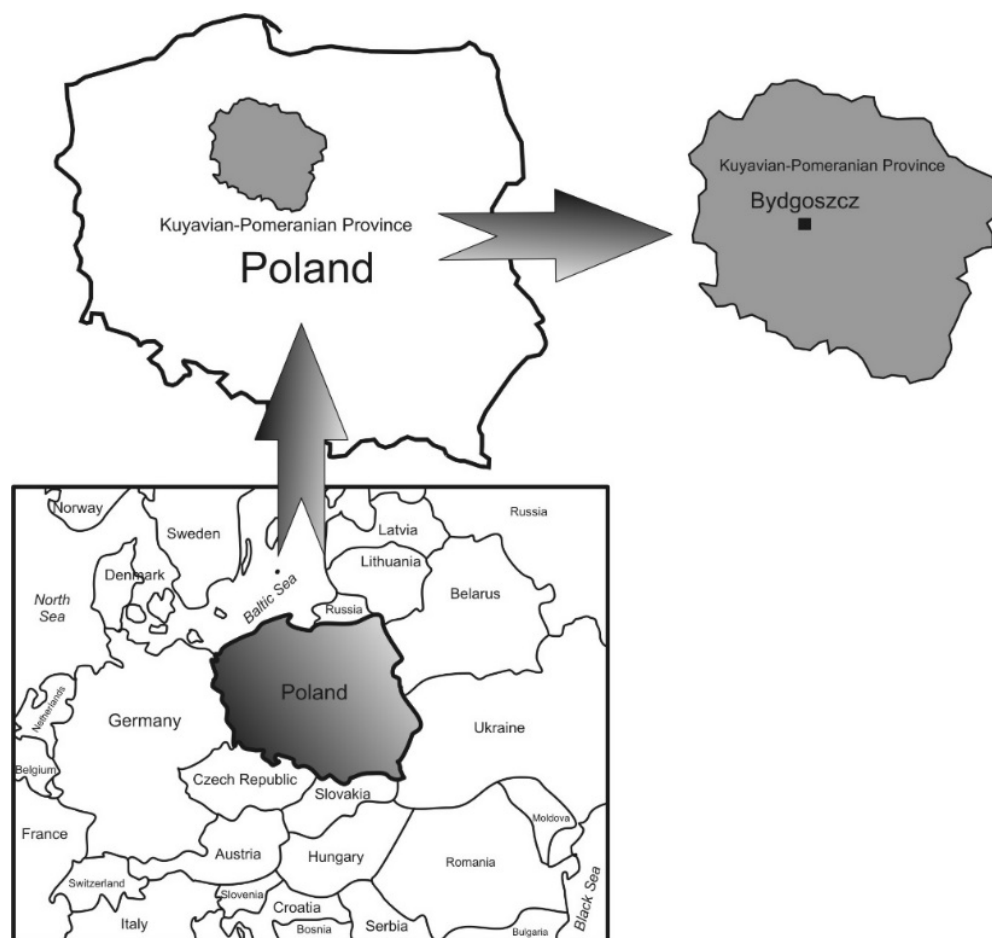 Kuyavian-Pomeranian Province
Poland
Kuyavian-Pomeranian Province
Bydgoszcz
Norway
Sweden
Latvia
Russia
Lithuania
Denmark
Belarus
North
Sea
Baltic Sea
Russia
Netherlands
Germany
Poland
Ukraine
Belgium
Czech Republic
Slovakia
France
Moldova
Austria
Hungary
Romania
Switzerland
Slovenia
Croatia
Italy
Bosnia
Serbia
Bulgaria
Black Sea